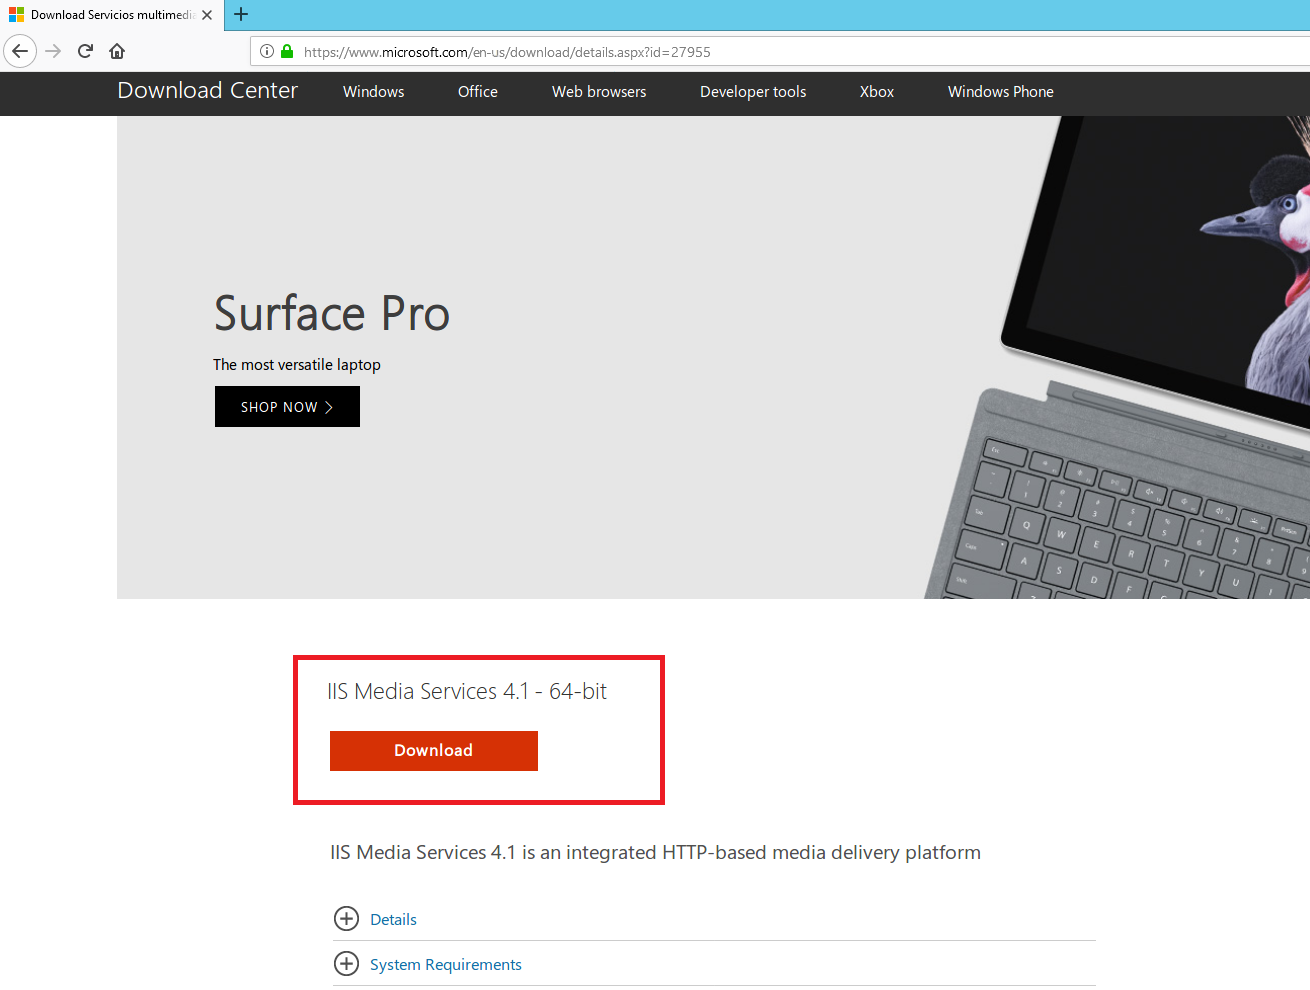 Download Servicios multimedia
https://www.microsoft.com/en-us/download/details.aspx?id=27955
Download Center Windows Office Web browsers Developer tools Xbox Windows Phone
Surface Pro
The most versatile laptop
SHOP NOW
IIS Media Services 4.1 - 64-bit
Download
IIS Media Services 4.1 is an integrated HTTP-based media delivery platform
Details
System Requirements